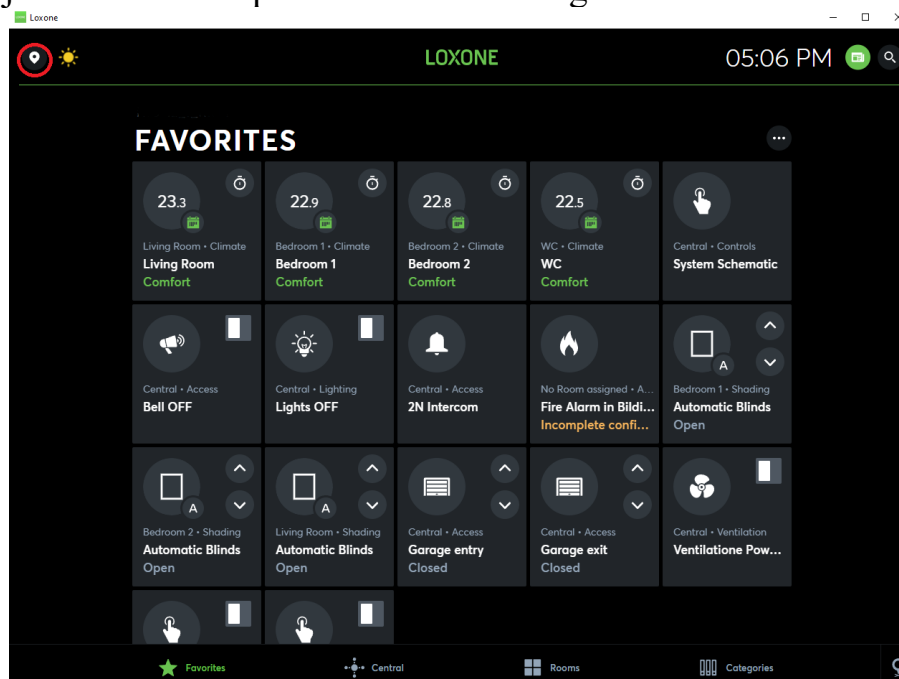 Loxone
LOXONE
05:06 PM
FAVORITES
23.3
Living Room • Climate
Living Room
Comfort
22.9
Bedroom 1 • Climate
Bedroom 1
Comfort
22.8
Bedroom 2 • Climate
Bedroom 2
Comfort
22.5
WC • Climate
WC
Comfort
Central • Controls
System Schematic
Central • Access
Bell OFF
Central • Lighting
Lights OFF
Central • Access
2N Intercom
No Room assigned • A...
Fire Alarm in Bildi...
Incomplete confi...
A
Bedroom 1 • Shading
Automatic Blinds
Open
A
Bedroom 2 • Shading
Automatic Blinds
Open
A
Living Room • Shading
Automatic Blinds
Open
Central • Access
Garage entry
Closed
Central • Access
Garage exit
Closed
Central • Ventilation
Ventilatione Pow...
Favorites
Central
Rooms
Categories